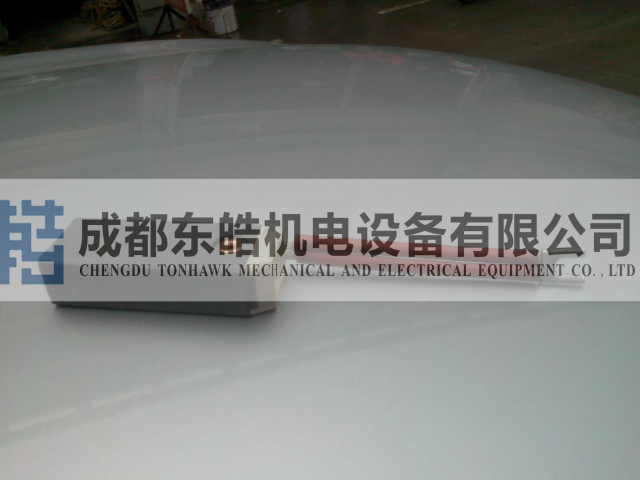 成都东皓机电设备有限公司
CHENGDU TONHAWK MECHANICAL AND ELECTRICAL EQUIPMENT CO., LTD